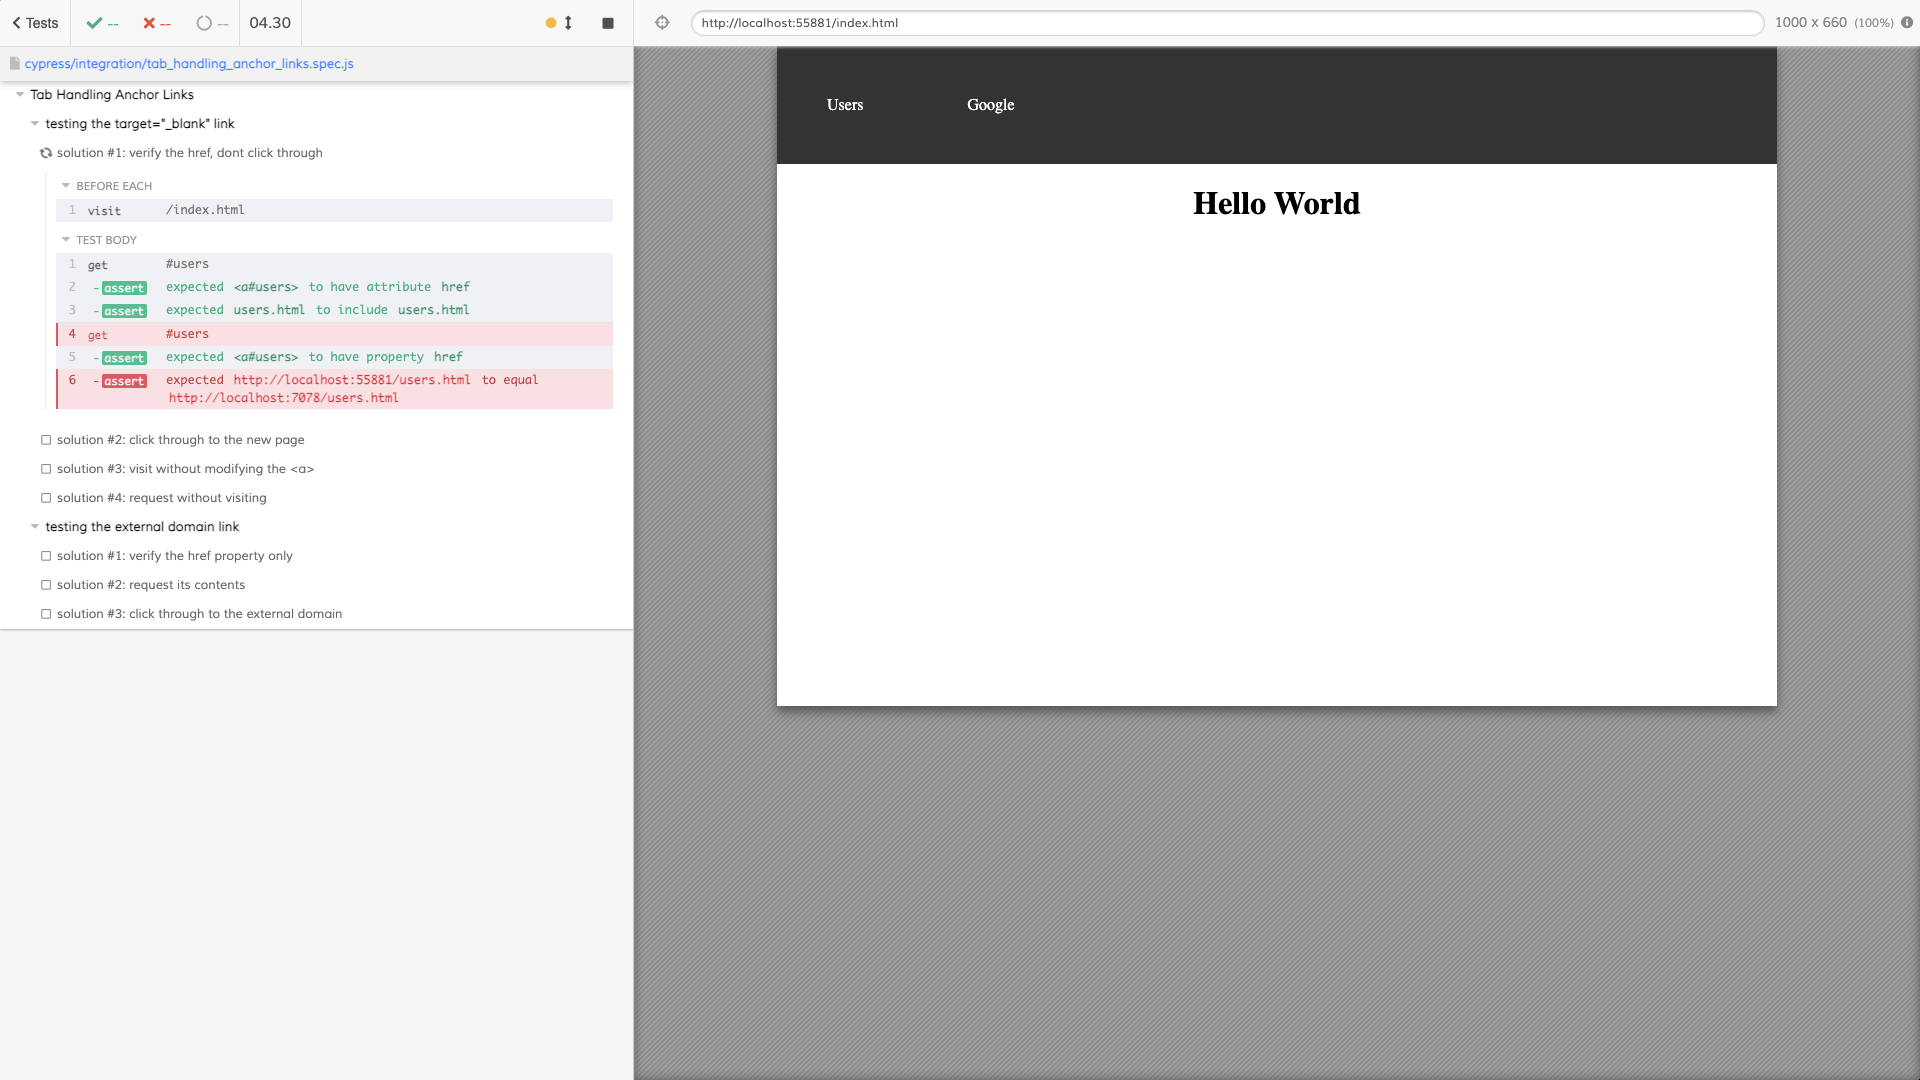 Tests -- -- -- 04.30
http://localhost:55881/index.html 1000 x 660 (100%)
cypress/integration/tab_handling_anchor_links.spec.js
Tab Handling Anchor Links
testing the target="_blank" link
solution #1: verify the href, dont click through
BEFORE EACH
1 visit /index.html
TEST BODY
1 get #users
2 -assert expected <a#users> to have attribute href
3 -assert expected users.html to include users.html
4 get #users
5 -assert expected <a#users> to have property href
6 -assert expected http://localhost:55881/users.html to equal
http://localhost:7078/users.html
solution #2: click through to the new page
solution #3: visit without modifying the <a>
solution #4: request without visiting
testing the external domain link
solution #1: verify the href property only
solution #2: request its contents
solution #3: click through to the external domain
Users Google
Hello World